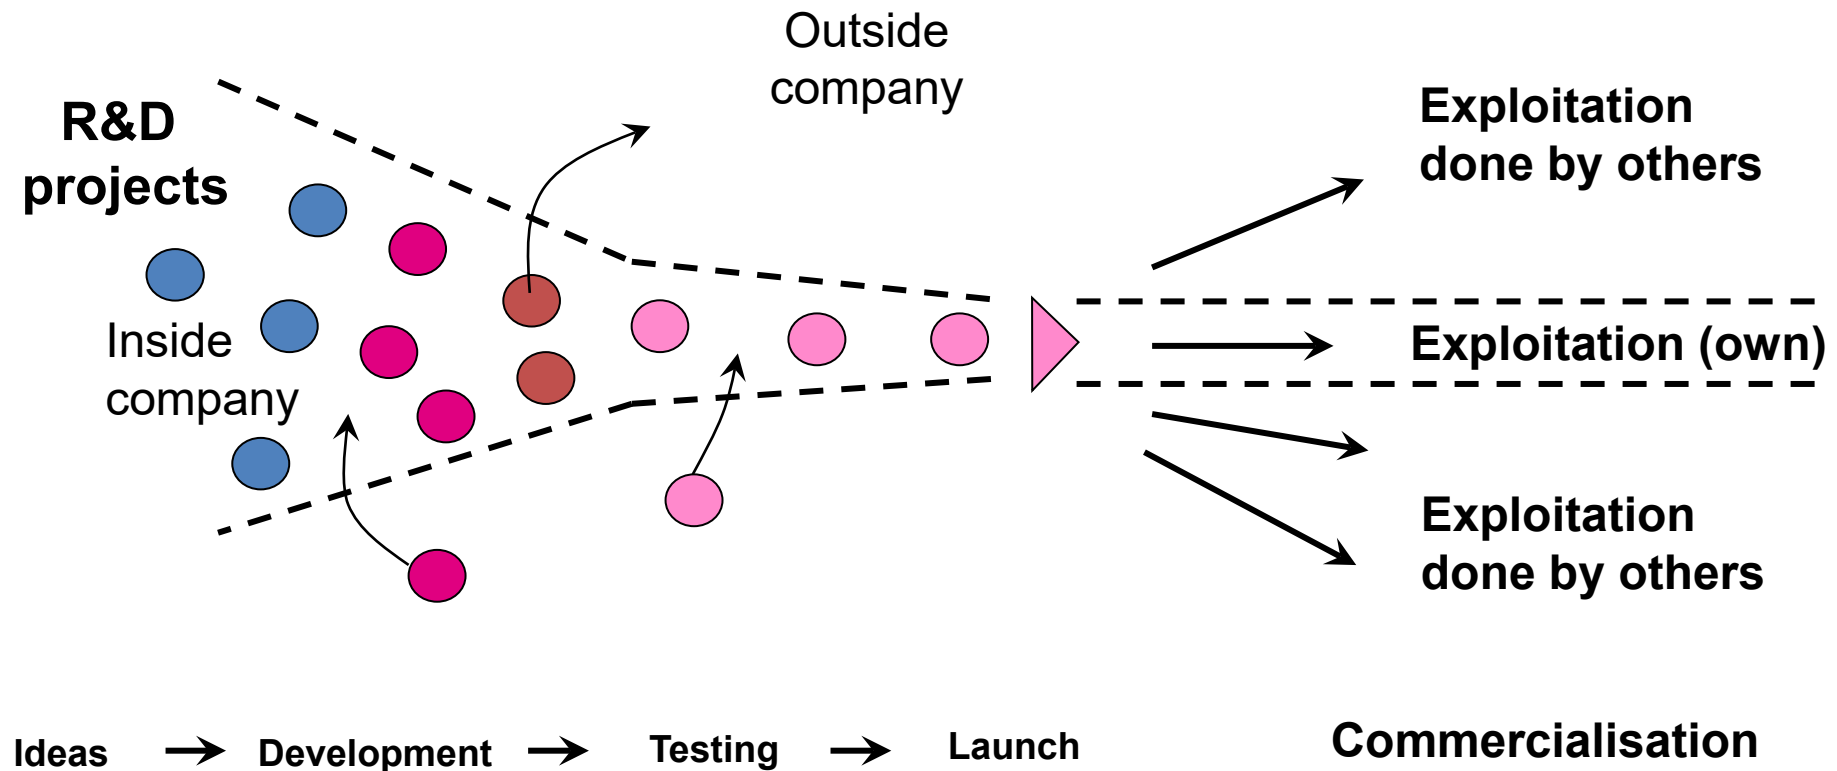 Outside
company
R&D
projects
Exploitation
done by others
Inside
company
Exploitation (own)
Exploitation
done by others
Ideas
Development
Testing
Launch
Commercialisation